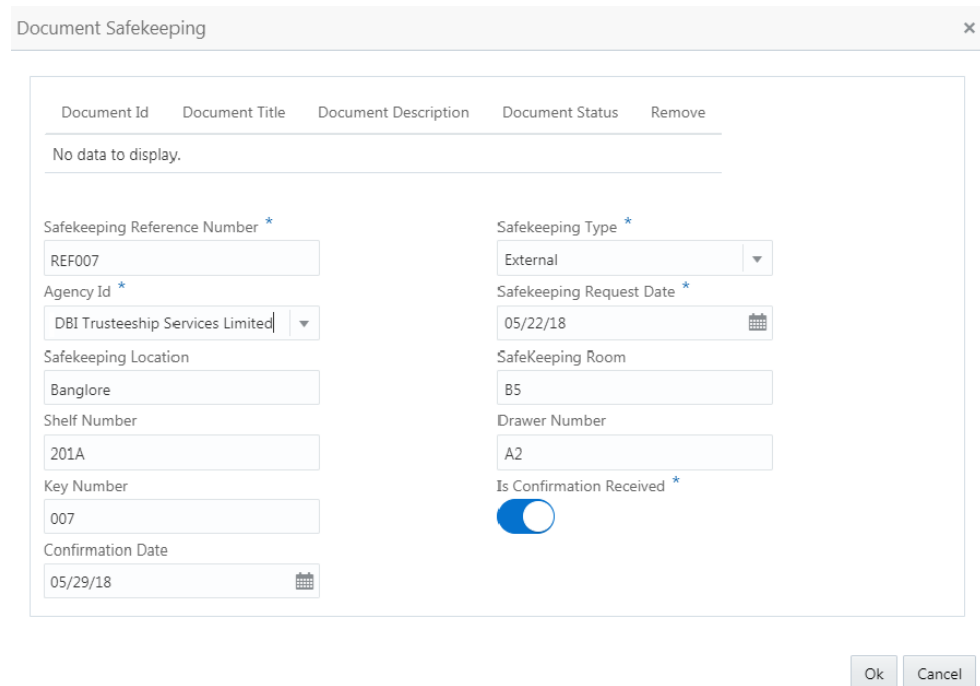 Document Safekeeping ×
Document Id Document Title Document Description Document Status Remove
No data to display.
Safekeeping Reference Number * Safekeeping Type *
REF007 External
Agency Id * Safekeeping Request Date *
DBI Trusteeship Services Limited 05/22/18
Safekeeping Location SafeKeeping Room
Banglore B5
Shelf Number Drawer Number
201A A2
Key Number Is Confirmation Received *
007
Confirmation Date
05/29/18
Ok Cancel